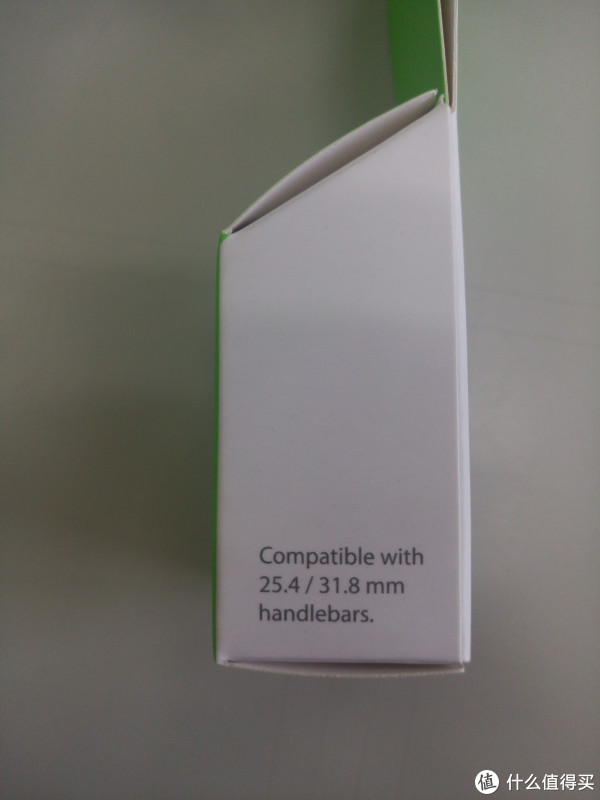 Compatible with
25.4 / 31.8 mm
handlebars.
值 什么值得买